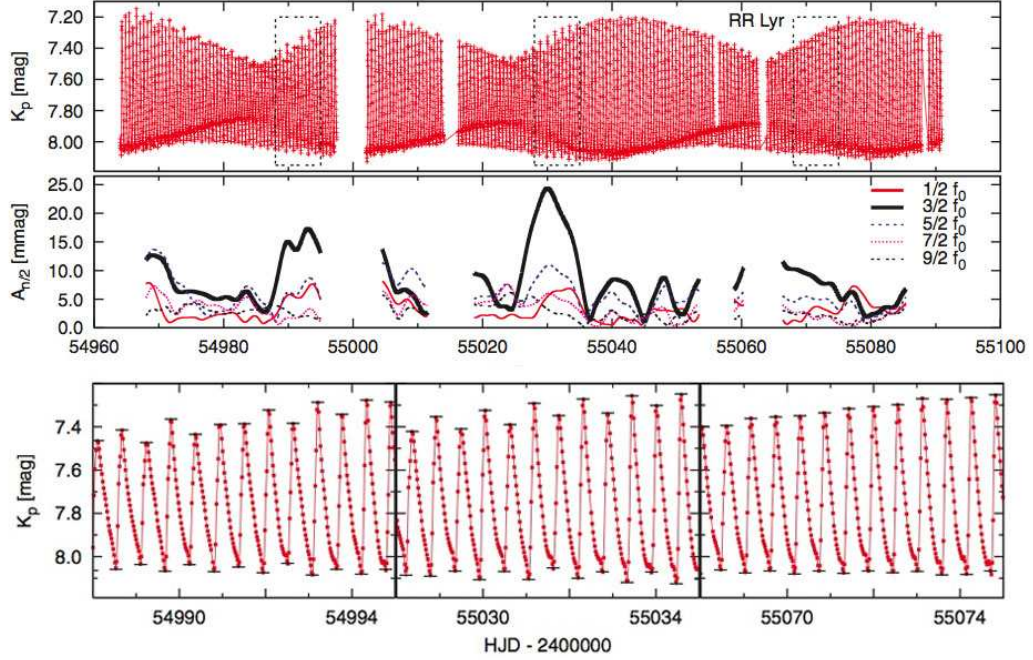 RR Lyr
Kp [mag]
7.20
7.40
7.60
7.80
8.00
An/2 [mmag]
25.0
20.0
15.0
10.0
5.0
0.0
1/2 f0
3/2 f0
5/2 f0
7/2 f0
9/2 f0
54960 54980 55000 55020 55040 55060 55080 55100
Kp [mag]
7.4
7.6
7.8
8.0
54990 54994 55030 55034 55070 55074
HJD - 2400000